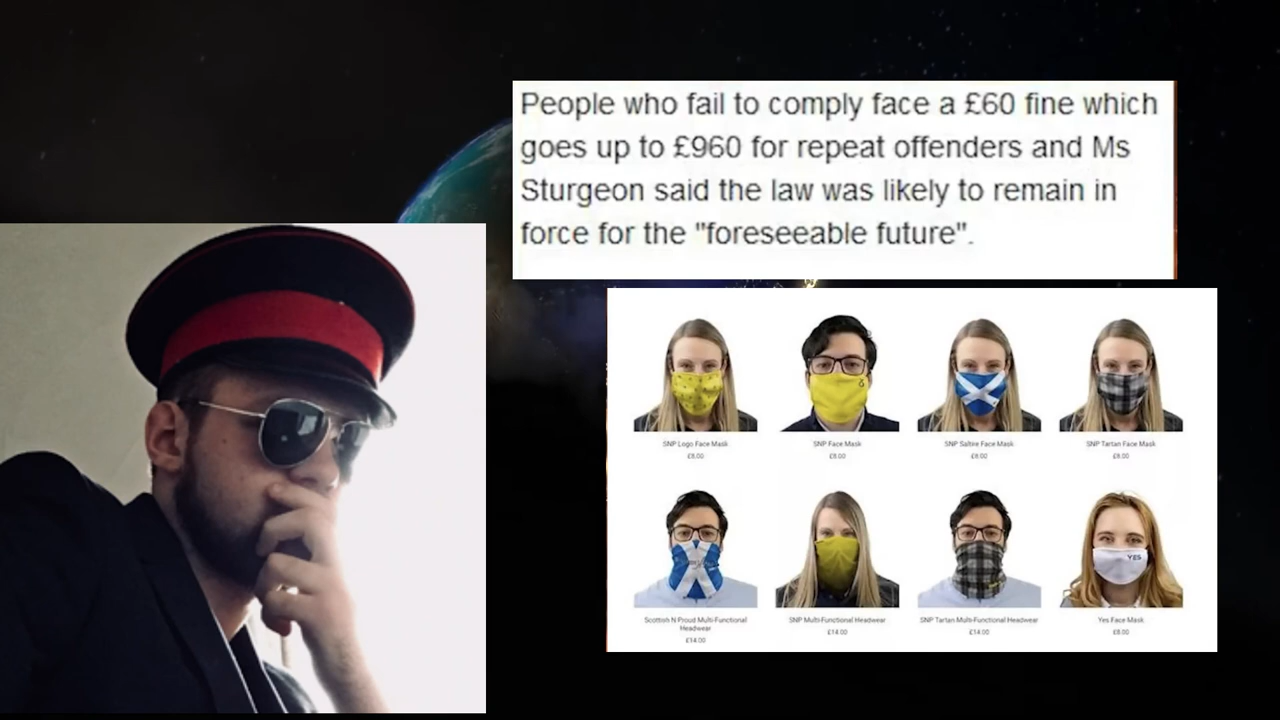 People who fail to comply face a £60 fine which
goes up to £960 for repeat offenders and Ms
Sturgeon said the law was likely to remain in
force for the "foreseeable future".
SNP Logo Face Mask
£8.00
SNP Face Mask
£8.00
SNP Saltire Face Mask
£8.00
SNP Tartan Face Mask
£8.00
Scottish N Proud Multi-Functional
Headwear
£14.00
SNP Multi-Functional Headwear
£14.00
SNP Tartan Multi-Functional Headwear
£14.00
YES
Yes Face Mask
£8.00